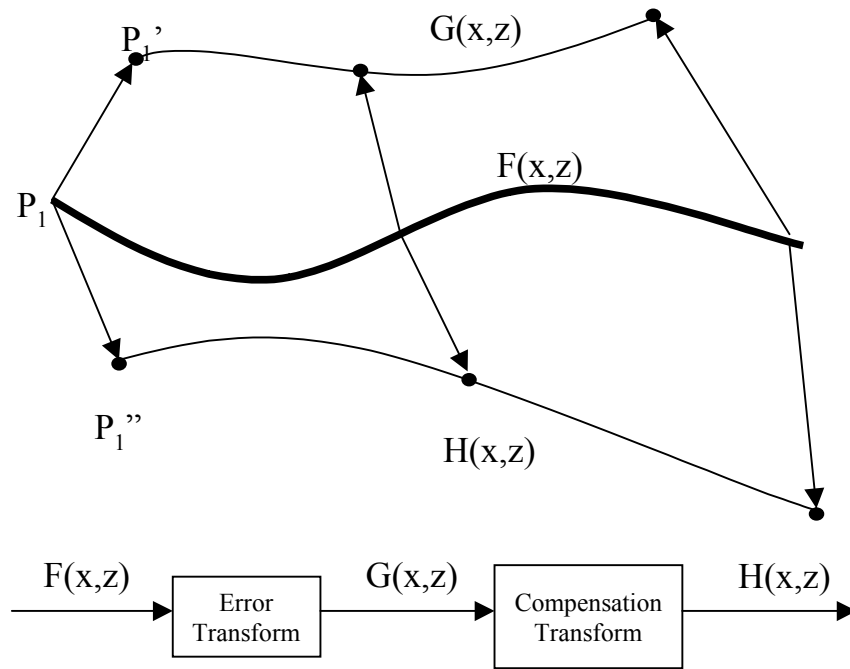 P₁’
G(x,z)
F(x,z)
P₁
P₁”
H(x,z)
F(x,z)
Error
Transform
G(x,z)
Compensation
Transform
H(x,z)